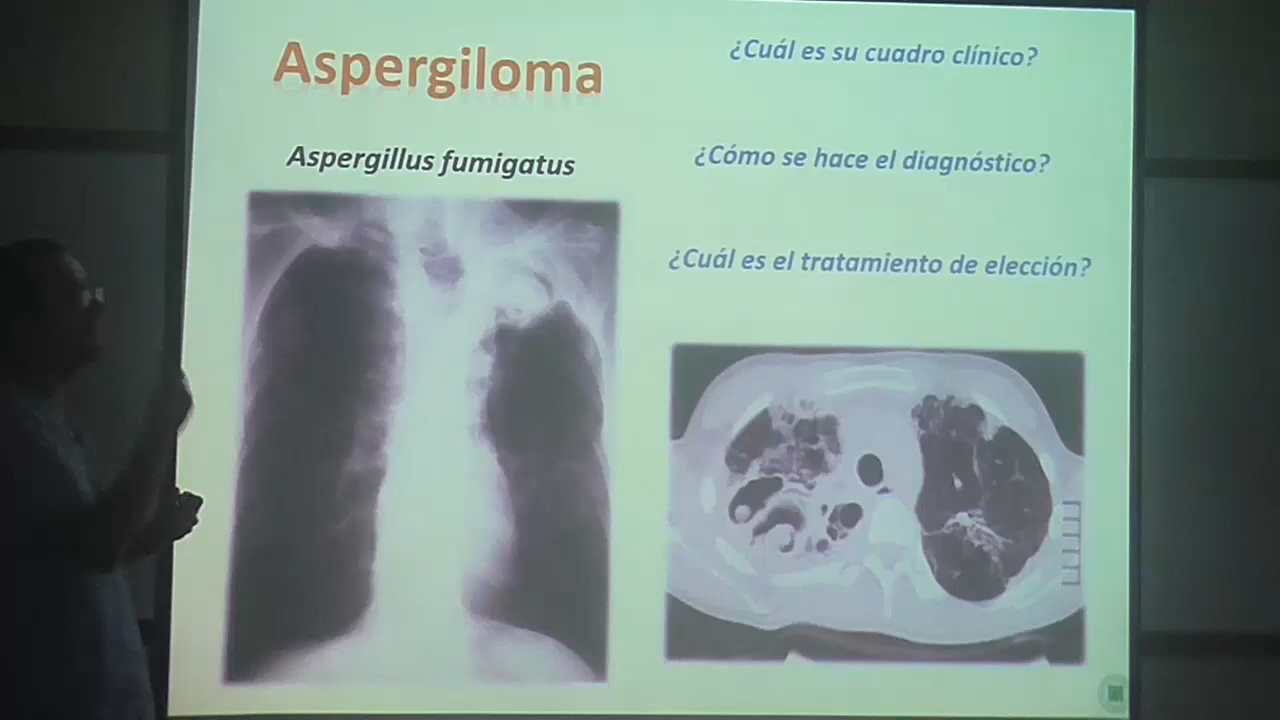 Aspergiloma
Aspergillus fumigatus
¿Cuál es su cuadro clínico?
¿Cómo se hace el diagnóstico?
¿Cuál es el tratamiento de elección?